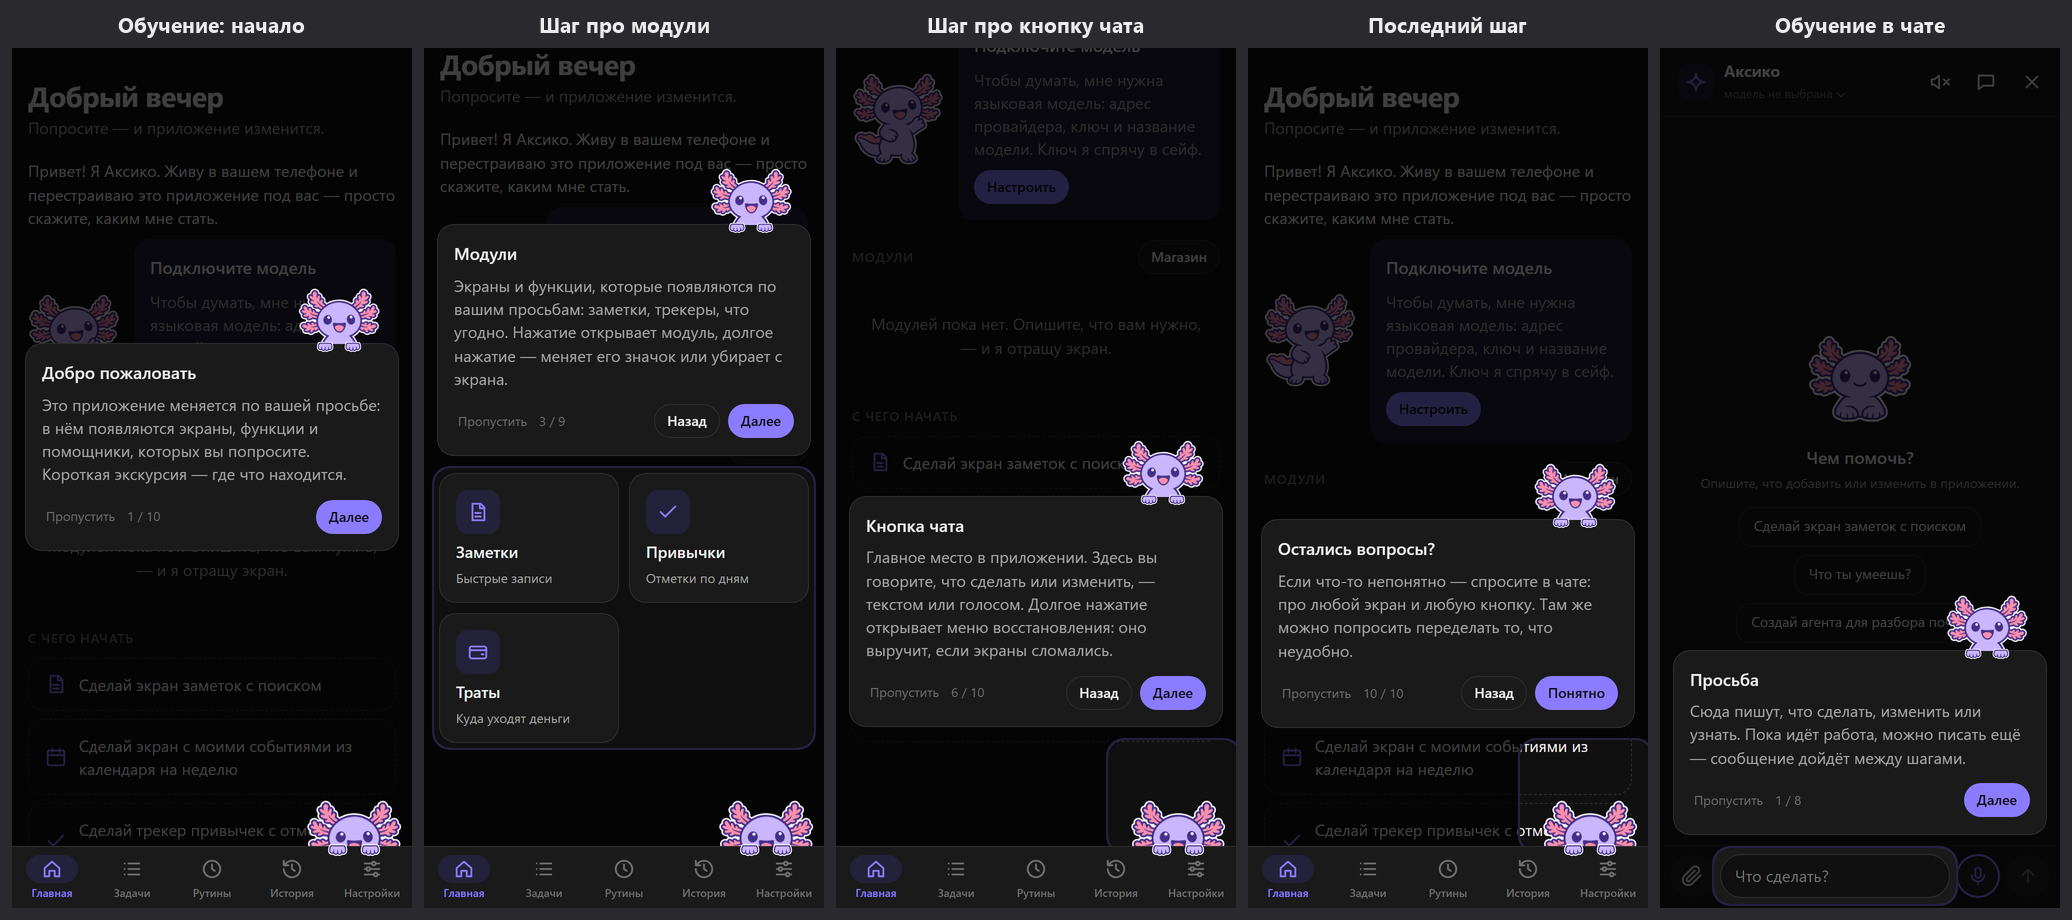 Обучение: начало
Добрый вечер
Попросите — и приложение изменится.
Привет! Я Аксико. Живу в вашем телефоне и
перестраиваю это приложение под вас — просто
скажите, каким мне стать.
Подключите модель
Чтобы думать, мне
языковая модель:
Добро пожаловать
Это приложение меняется по вашей просьбе:
в нём появляются экраны, функции и
помощники, которых вы попросите.
Короткая экскурсия — где что находится.
Пропустить 1 / 10
Далее
— и я отращу экран.
С ЧЕГО НАЧАТЬ
Сделай экран заметок с поиском
Сделай экран с моими событиями из
календаря на неделю
Сделай трекер привычек с
Главная
Задачи
Рутины
История
Настройки
Шаг про модули
Добрый вечер
Попросите — и приложение изменится.
Привет! Я Аксико. Живу в вашем телефоне и
перестраиваю это приложение под вас — просто
скажите, каким мне стать.
Модули
Экраны и функции, которые появляются по
вашим просьбам: заметки, трекеры, что
угодно. Нажатие открывает модуль, долгое
нажатие — меняет его значок или убирает с
экрана.
Пропустить 3 / 9
Назад
Далее
Заметки
Быстрые записи
Привычки
Отметки по дням
Траты
Куда уходят деньги
Главная
Задачи
Рутины
История
Настройки
Шаг про кнопку чата
Подключите модель
Чтобы думать, мне нужна
языковая модель: адрес
провайдера, ключ и название
модели. Ключ я спрячу в сейф.
Настроить
МОДУЛИ
Магазин
Модулей пока нет. Опишите, что вам нужно,
— и я отращу экран.
С ЧЕГО НАЧАТЬ
Сделай экран заметок с
Кнопка чата
Главное место в приложении. Здесь вы
говорите, что сделать или изменить, —
текстом или голосом. Долгое нажатие
открывает меню восстановления: оно
выручит, если экраны сломались.
Пропустить 6 / 10
Назад
Далее
Главная
Задачи
Рутины
История
Настройки
Последний шаг
Добрый вечер
Попросите — и приложение изменится.
Привет! Я Аксико. Живу в вашем телефоне и
перестраиваю это приложение под вас — просто
скажите, каким мне стать.
Подключите модель
Чтобы думать, мне нужна
языковая модель: адрес
провайдера, ключ и название
модели. Ключ я спрячу в сейф.
Настроить
МОДУЛИ
Остались вопросы?
Если что-то непонятно — спросите в чате:
про любой экран и любую кнопку. Там же
можно попросить переделать то, что
неудобно.
Пропустить 10 / 10
Назад
Понятно
Сделай экран с моими событиями из
календаря на неделю
Сделай трекер привычек с
Главная
Задачи
Рутины
История
Настройки
Обучение в чате
Аксико
модель не выбрана
Чем помочь?
Опишите, что добавить или изменить в приложении.
Сделай экран заметок с поиском
Что ты умеешь?
Создай агента для разбора
Просьба
Сюда пишут, что сделать, изменить или
узнать. Пока идёт работа, можно писать ещё
— сообщение дойдёт между шагами.
Пропустить 1 / 8
Далее
Что сделать?